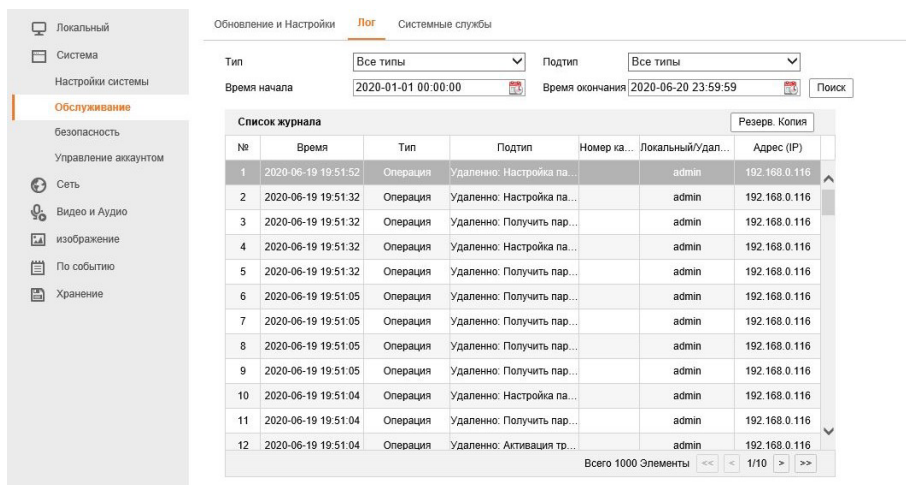 Локальный
Система
Настройки системы
Обслуживание
безопасность
Управление аккаунтом
Сеть
Видео и Аудио
изображение
По событию
Хранение
Обновление и Настройки Лог Системные службы
Тип Все типы Подтип Все типы
Время начала 2020-01-01 00:00:00 Время окончания 2020-06-20 23:59:59 Поиск
Список журнала Резерв. Копия
№ Время Тип Подтип Номер ка... Локальный/Удал... Адрес (IP)
1 2020-06-19 19:51:52 Операция Удаленно: Настройка па... admin 192.168.0.116
2 2020-06-19 19:51:32 Операция Удаленно: Настройка па... admin 192.168.0.116
3 2020-06-19 19:51:32 Операция Удаленно: Получить пар... admin 192.168.0.116
4 2020-06-19 19:51:32 Операция Удаленно: Настройка па... admin 192.168.0.116
5 2020-06-19 19:51:32 Операция Удаленно: Получить пар... admin 192.168.0.116
6 2020-06-19 19:51:05 Операция Удаленно: Получить пар... admin 192.168.0.116
7 2020-06-19 19:51:05 Операция Удаленно: Получить пар... admin 192.168.0.116
8 2020-06-19 19:51:05 Операция Удаленно: Получить пар... admin 192.168.0.116
9 2020-06-19 19:51:05 Операция Удаленно: Получить пар... admin 192.168.0.116
10 2020-06-19 19:51:04 Операция Удаленно: Настройка па... admin 192.168.0.116
11 2020-06-19 19:51:04 Операция Удаленно: Получить пар... admin 192.168.0.116
12 2020-06-19 19:51:04 Операция Удаленно: Активация тр... admin 192.168.0.116
Всего 1000 Элементы << < 1/10 > >>